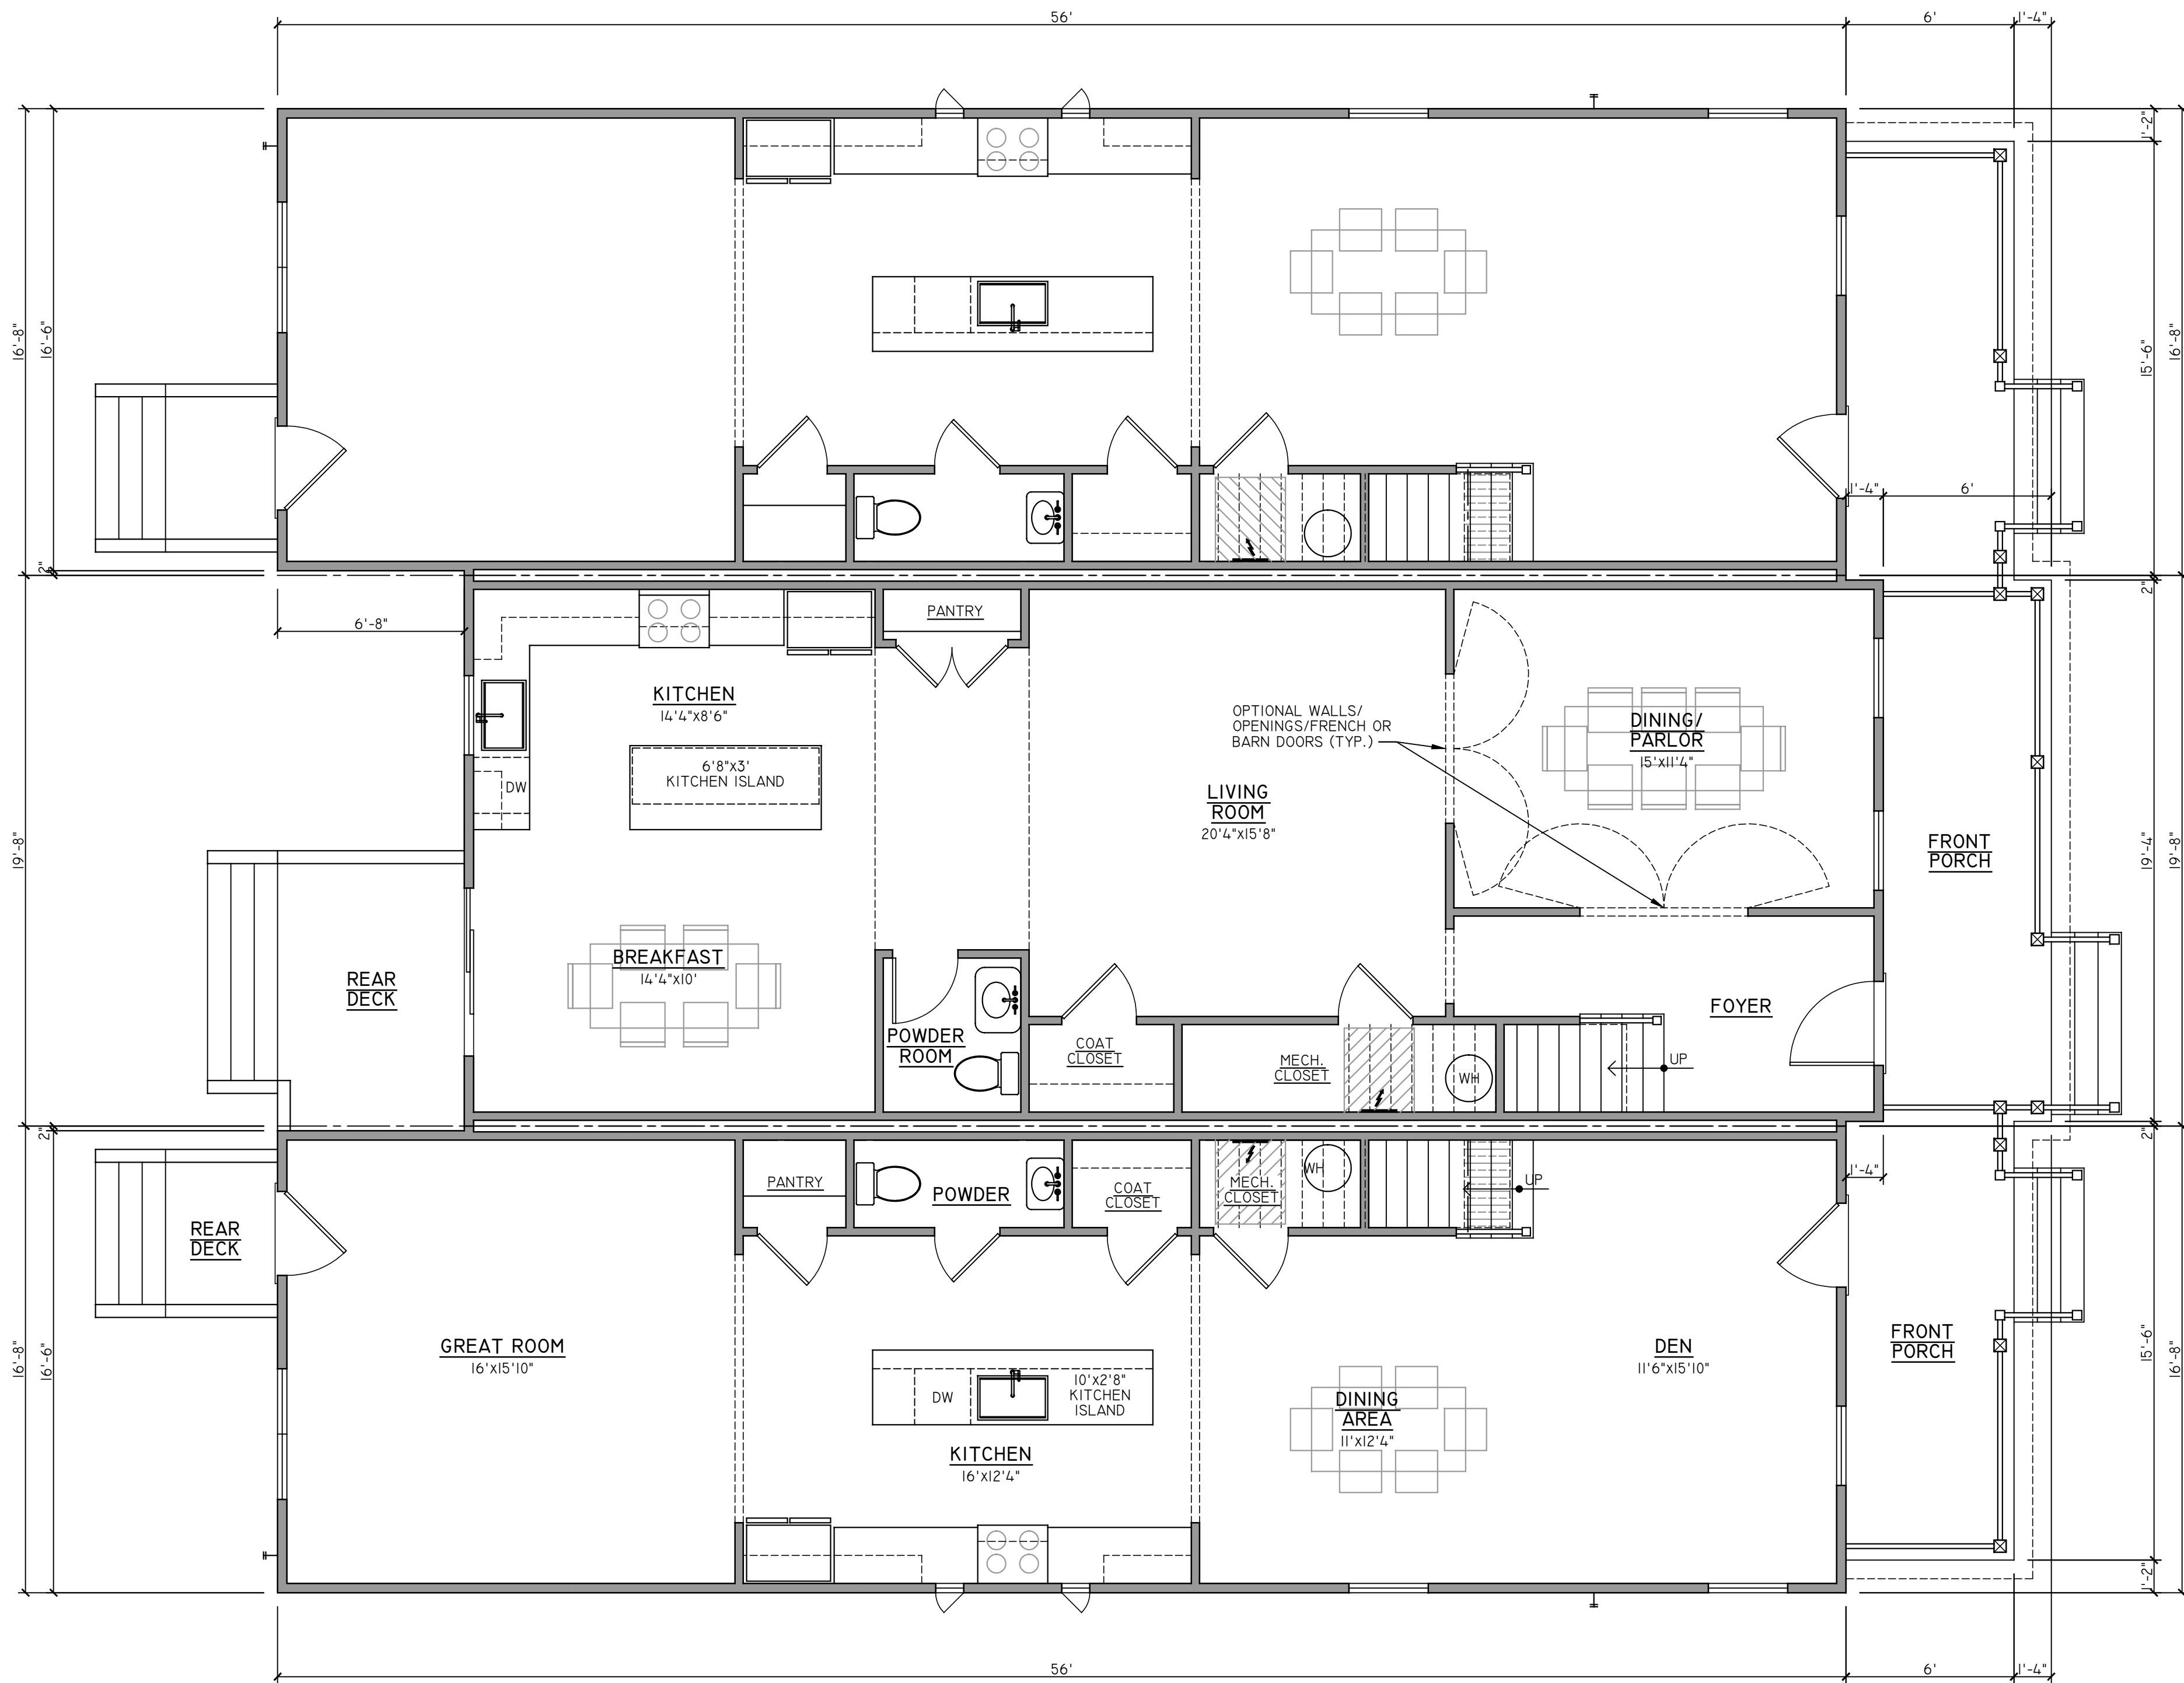 56'
6'
1'-4"
16'-8"
16'-6"
2"
1'-2"
15'-6"
16'-8"
1'-4"
6'
6'-8"
19'-8"
2"
19'-4"
19'-8"
PANTRY
KITCHEN
14'4"x8'6"
6'8"x3'
KITCHEN ISLAND
DW
OPTIONAL WALLS/
OPENINGS/FRENCH OR
BARN DOORS (TYP.)
DINING/
PARLOR
15'x11'4"
LIVING
ROOM
20'4"x15'8"
FRONT
PORCH
BREAKFAST
14'4"x10'
REAR
DECK
POWDER
ROOM
COAT
CLOSET
MECH.
CLOSET
WH
UP
FOYER
2"
2"
1'-4"
REAR
DECK
PANTRY
POWDER
COAT
CLOSET
MECH.
CLOSET
WH
UP
GREAT ROOM
16'x15'10"
DW
10'x2'8"
KITCHEN
ISLAND
KITCHEN
16'x12'4"
DINING
AREA
11'x12'4"
DEN
11'6"x15'10"
FRONT
PORCH
16'-8"
16'-6"
15'-6"
16'-8"
1'-2"
56'
6'
1'-4"